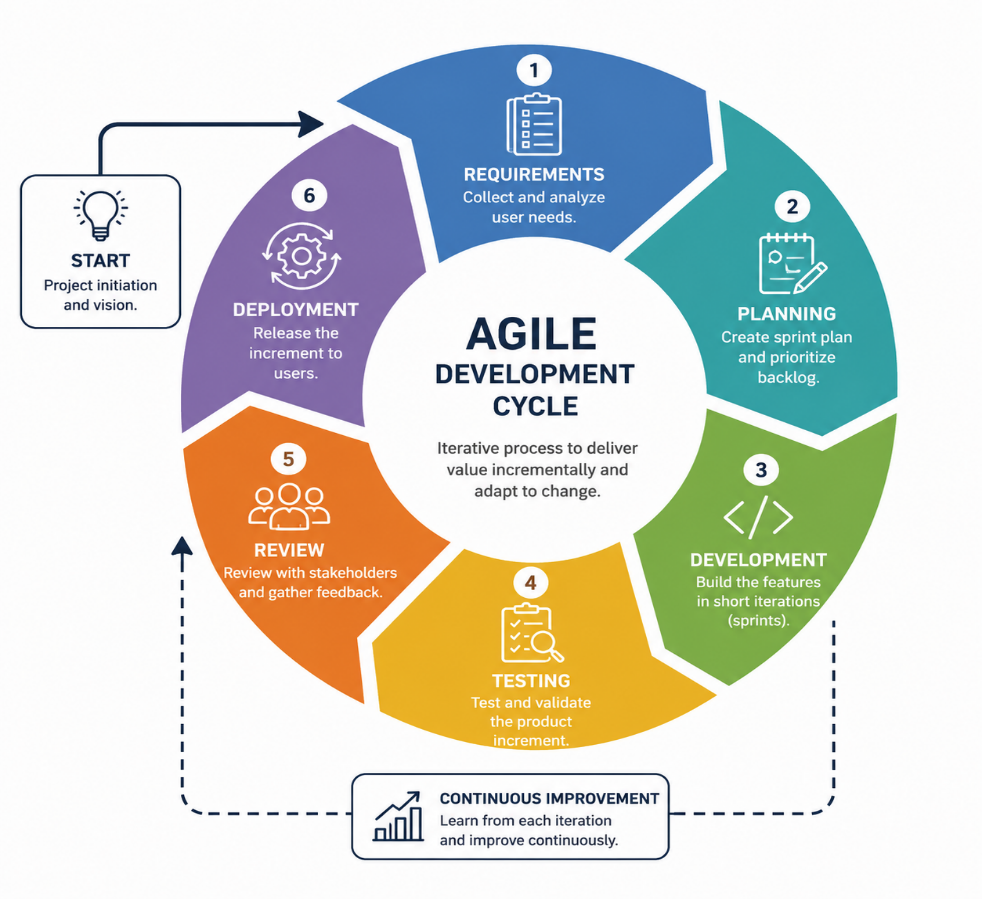 START
Project initiation
and vision.
1
REQUIREMENTS
Collect and analyze
user needs.
2
PLANNING
Create sprint plan
and prioritize
backlog.
3
DEVELOPMENT
Build the features
in short iterations
(sprints).
4
TESTING
Test and validate
the product
increment.
5
REVIEW
Review with stakeholders
and gather feedback.
6
DEPLOYMENT
Release the
increment to
users.
AGILE
DEVELOPMENT
CYCLE
Iterative process to deliver
value incrementally and
adapt to change.
CONTINUOUS IMPROVEMENT
Learn from each iteration
and improve continuously.